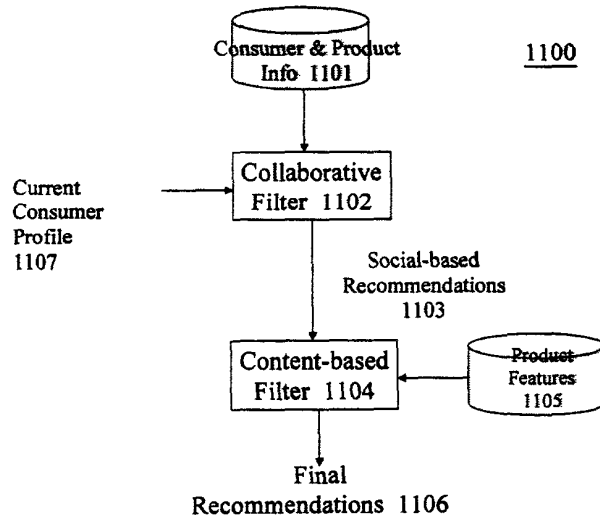 Consumer & Product
Info 1101
1100
Collaborative
Filter 1102
Current
Consumer
Profile
1107
Social-based
Recommendations
1103
Content-based
Filter 1104
Product
Features
1105
Final
Recommendations 1106